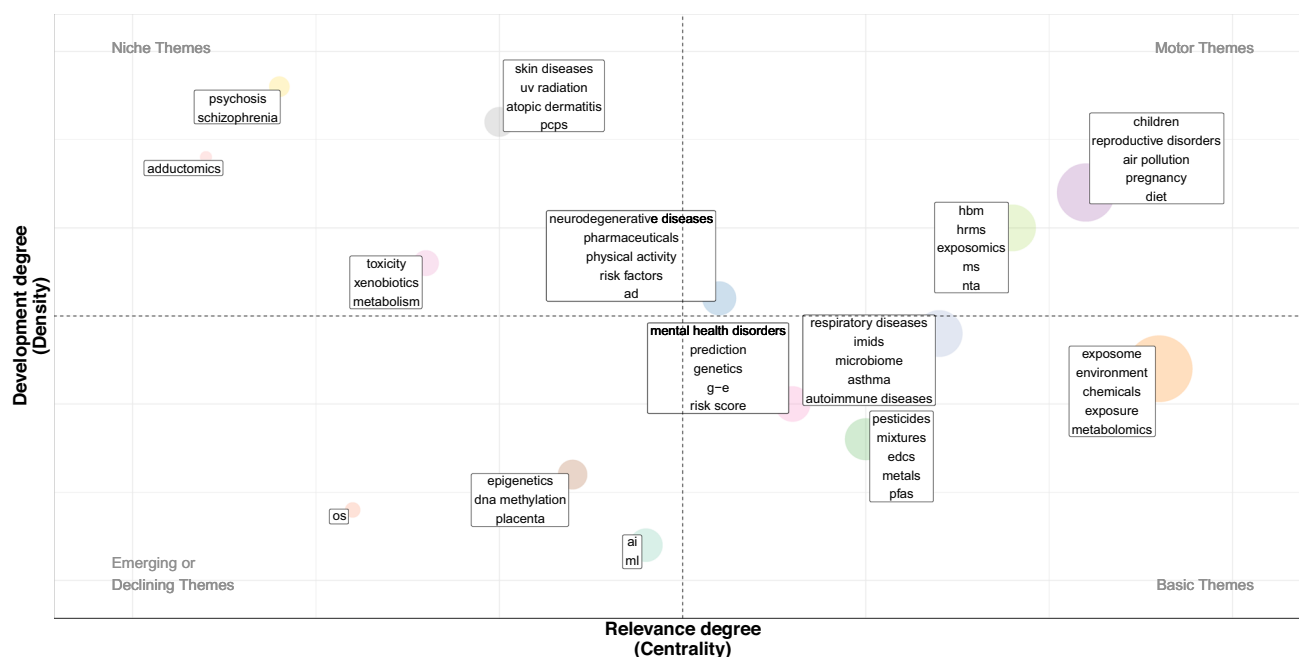 Niche Themes
Motor Themes
psychosis
schizophrenia
adductomics
skin diseases
uv radiation
atopic dermatitis
pcps
children
reproductive disorders
air pollution
pregnancy
diet
hbm
hrms
exposomics
ms
nta
neurodegenerative diseases
pharmaceuticals
physical activity
risk factors
ad
toxicity
xenobiotics
metabolism
Development degree
(Density)
mental health disorders
prediction
genetics
g−e
risk score
respiratory diseases
imids
microbiome
asthma
autoimmune diseases
exposome
environment
chemicals
exposure
metabolomics
pesticides
mixtures
edcs
metals
pfas
epigenetics
dna methylation
placenta
os
ai
ml
Emerging or
Declining Themes
Basic Themes
Relevance degree
(Centrality)